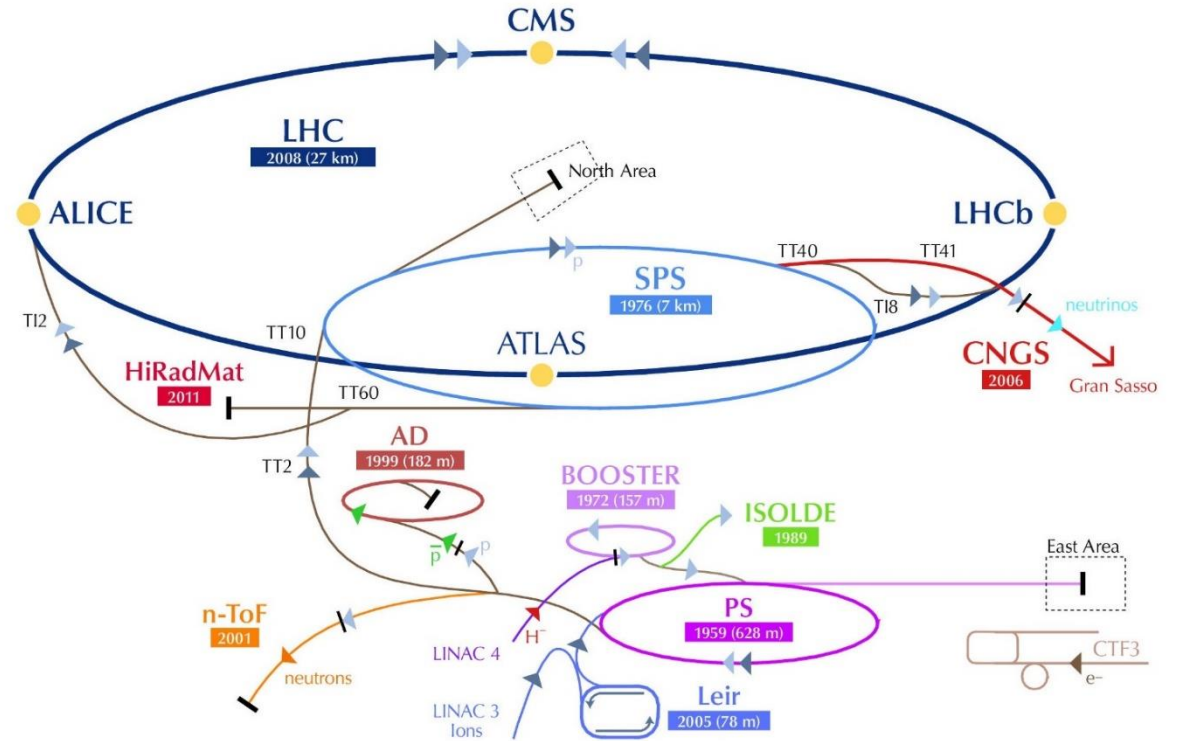 CMS
LHC
2008 (27 km)
North Area
ALICE
LHCb
TT40
TT41
p
SPS
1976 (7 km)
TI8
neutrinos
TI2
TT10
ATLAS
CNGS
2006
Gran Sasso
HiRadMat
2011
TT60
AD
1999 (182 m)
TT2
BOOSTER
1972 (157 m)
ISOLDE
1989
p̅
p
East Area
n-ToF
2001
PS
1959 (628 m)
H⁻
LINAC 4
neutrons
CTF3
e⁻
LINAC 3
Ions
Leir
2005 (78 m)